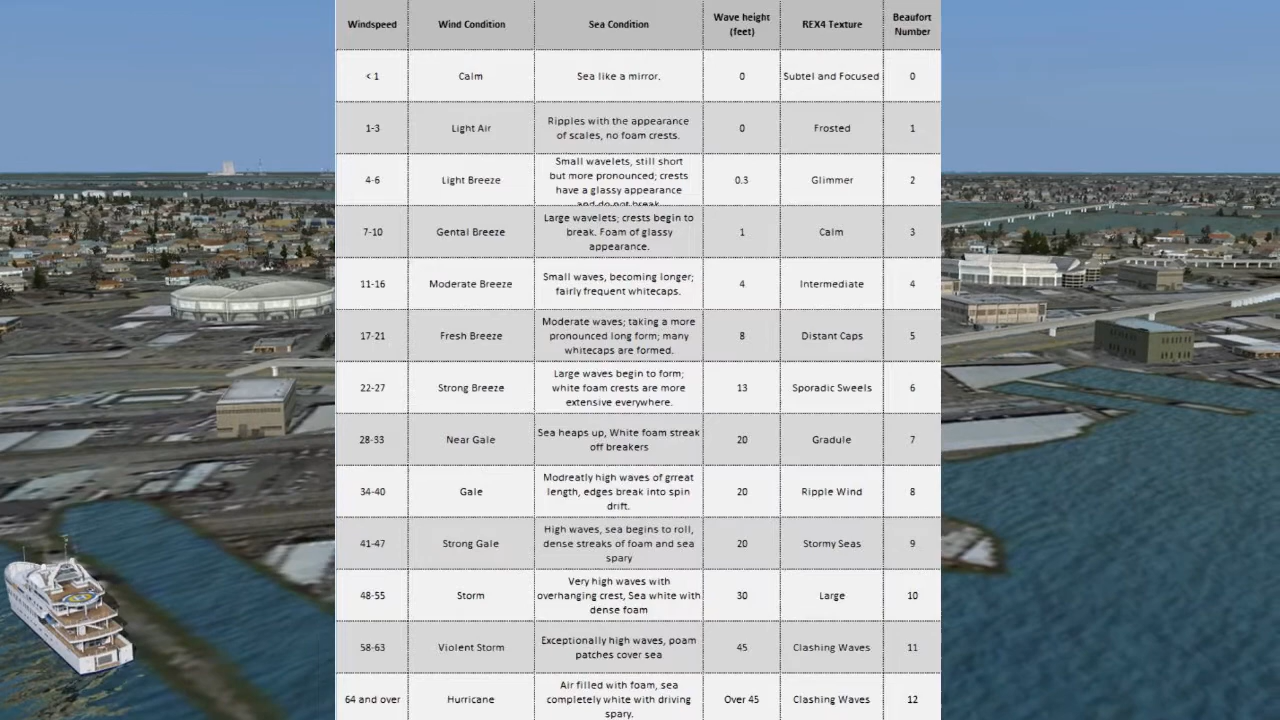 Windspeed Wind Condition Sea Condition Wave height (feet) REX4 Texture Beaufort Number
< 1 Calm Sea like a mirror. 0 Subtel and Focused 0
1-3 Light Air Ripples with the appearance of scales, no foam crests. 0 Frosted 1
4-6 Light Breeze Small wavelets, still short but more pronounced; crests have a glassy appearance and do not break. 0.3 Glimmer 2
7-10 Gental Breeze Large wavelets; crests begin to break. Foam of glassy appearance. 1 Calm 3
11-16 Moderate Breeze Small waves, becoming longer; fairly frequent whitecaps. 4 Intermediate 4
17-21 Fresh Breeze Moderate waves; taking a more pronounced long form; many whitecaps are formed. 8 Distant Caps 5
22-27 Strong Breeze Large waves begin to form; white foam crests are more extensive everywhere. 13 Sporadic Sweels 6
28-33 Near Gale Sea heaps up, White foam streak off breakers 20 Gradule 7
34-40 Gale Modreatly high waves of grreat length, edges break into spin drift. 20 Ripple Wind 8
41-47 Strong Gale High waves, sea begins to roll, dense streaks of foam and sea spary 20 Stormy Seas 9
48-55 Storm Very high waves with overhanging crest, Sea white with dense foam 30 Large 10
58-63 Violent Storm Exceptionally high waves, poam patches cover sea 45 Clashing Waves 11
64 and over Hurricane Air filled with foam, sea completely white with driving spary. Over 45 Clashing Waves 12